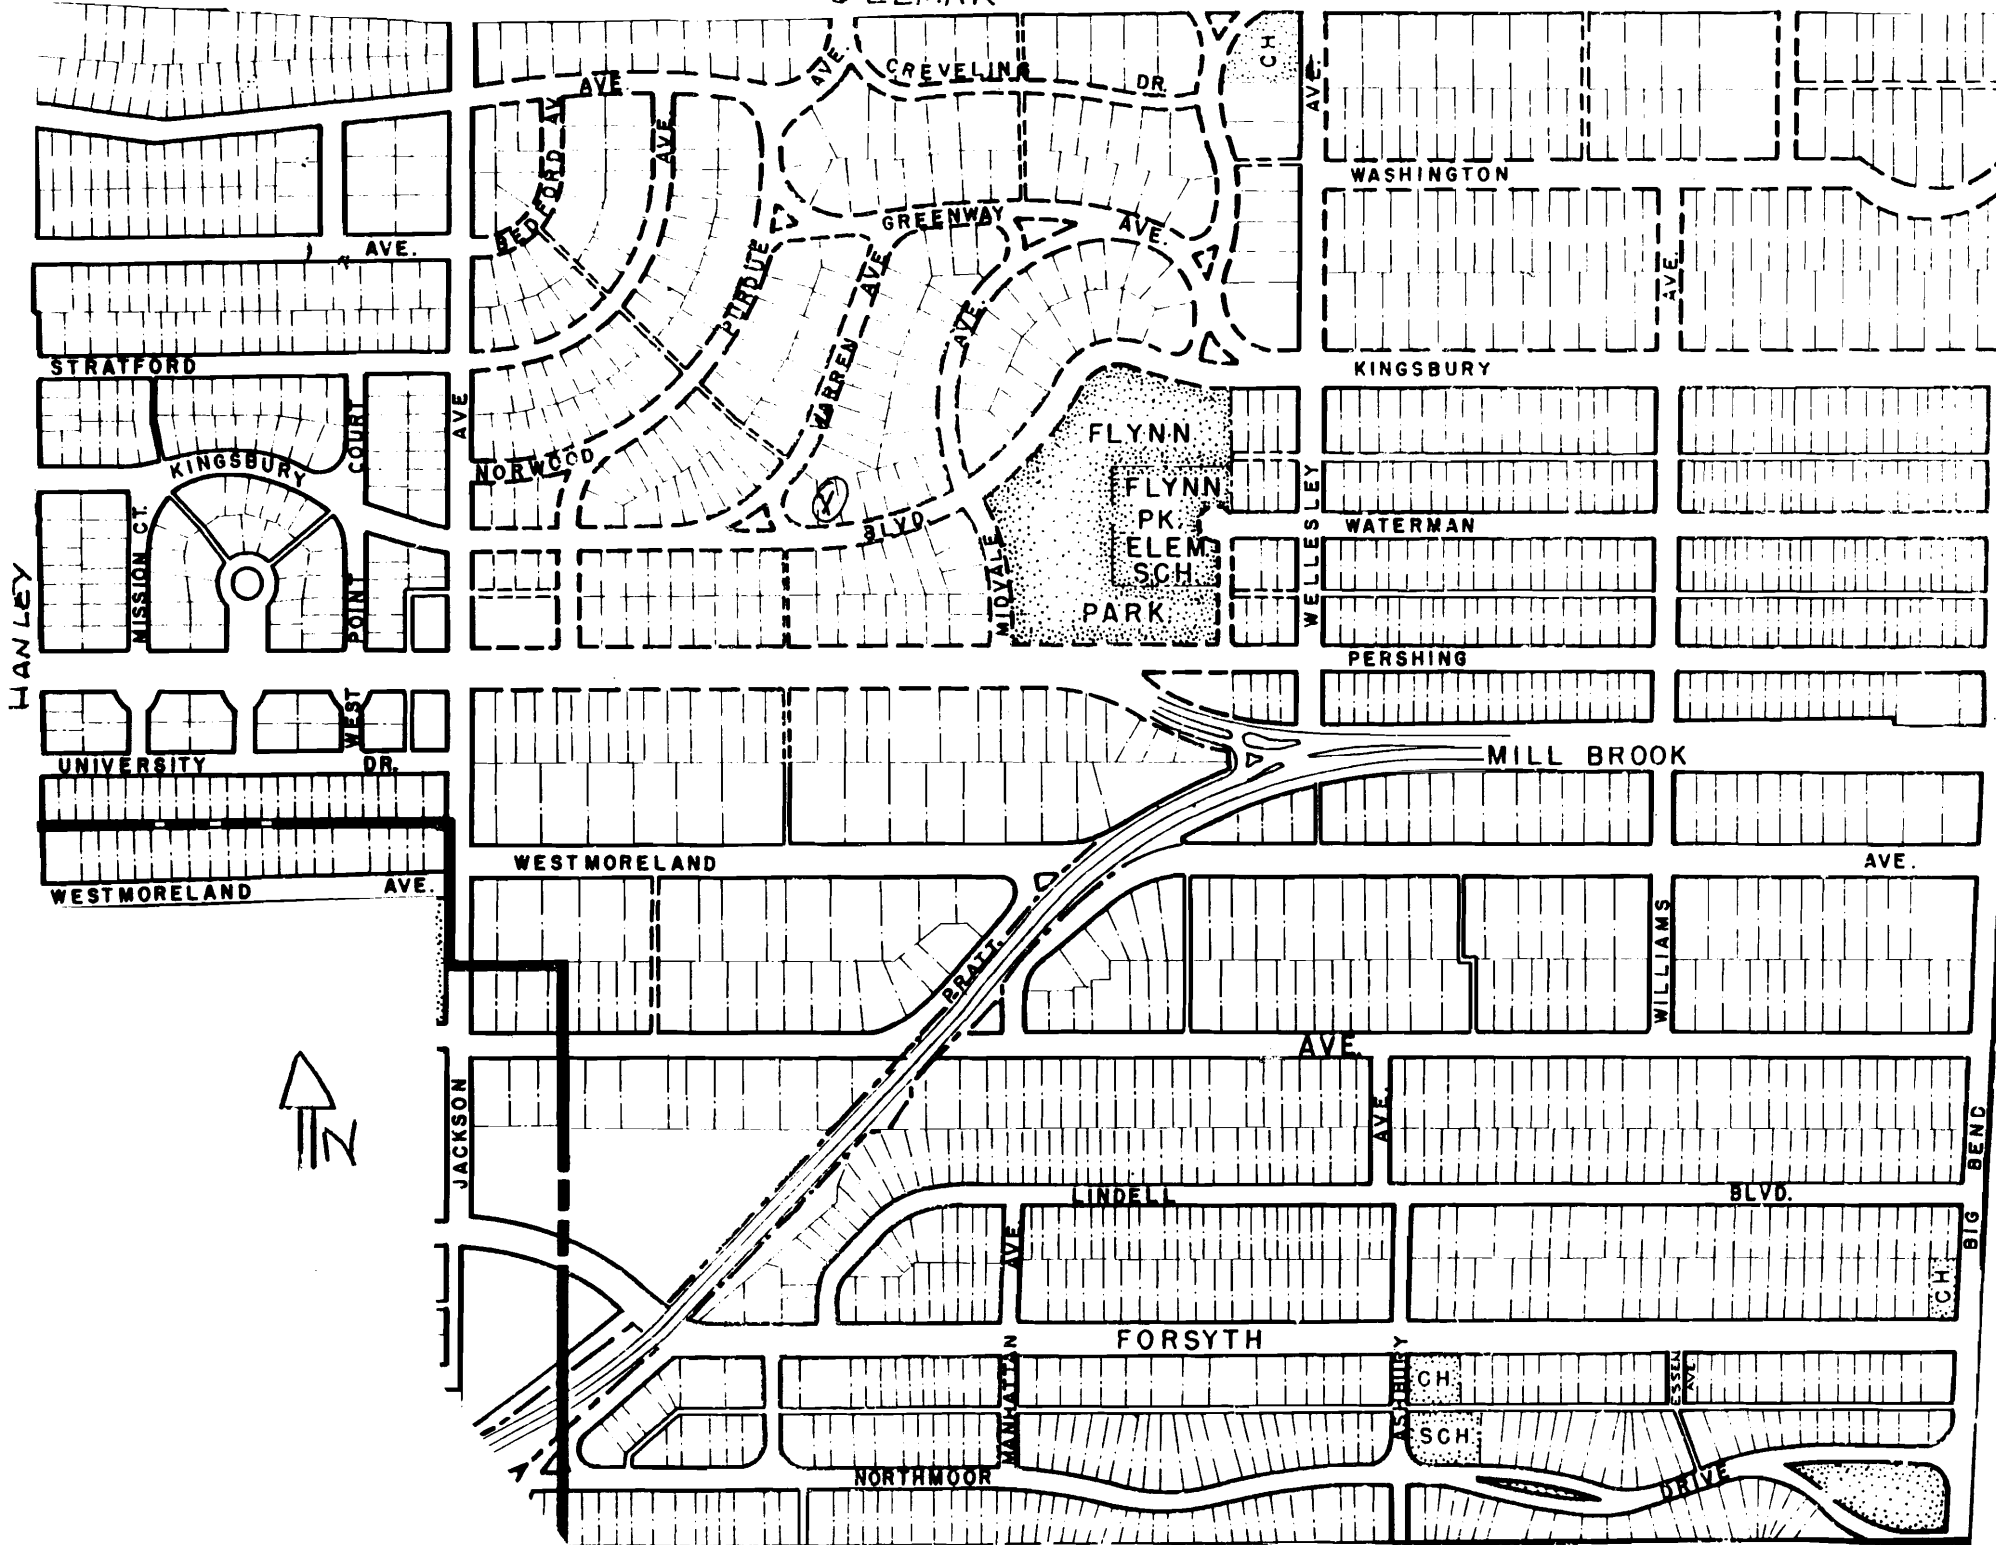 CREVELING
DR.
AVE.
AVE.
CH
AVE.
BEDFORD AV
AVE.
WASHINGTON
GREENWAY
AVE.
AVE.
PURDUE
WARREN AVE
AVE.
AVE.
STRATFORD
KINGSBURY
AVE
COURT
FLYNN
KINGSBURY
NORWOOD
FLYNN
PK.
ELEM.
SCH.
PARK
X
BLVD.
WATERMAN
WELLESLEY
MISSION CT.
POINT
MIDVALE
HANLEY
PERSHING
WEST
UNIVERSITY
DR.
MILL BROOK
WESTMORELAND
AVE.
WESTMORELAND
AVE.
WILLIAMS
PRATT
AVE.
N
JACKSON
AVE.
BIG BEND
LINDELL
BLVD.
AVE
CH
FORSYTH
MANHATTAN
ASHBURY
CH
ESSEN
AVE
SCH
NORTHMOOR
DRIVE